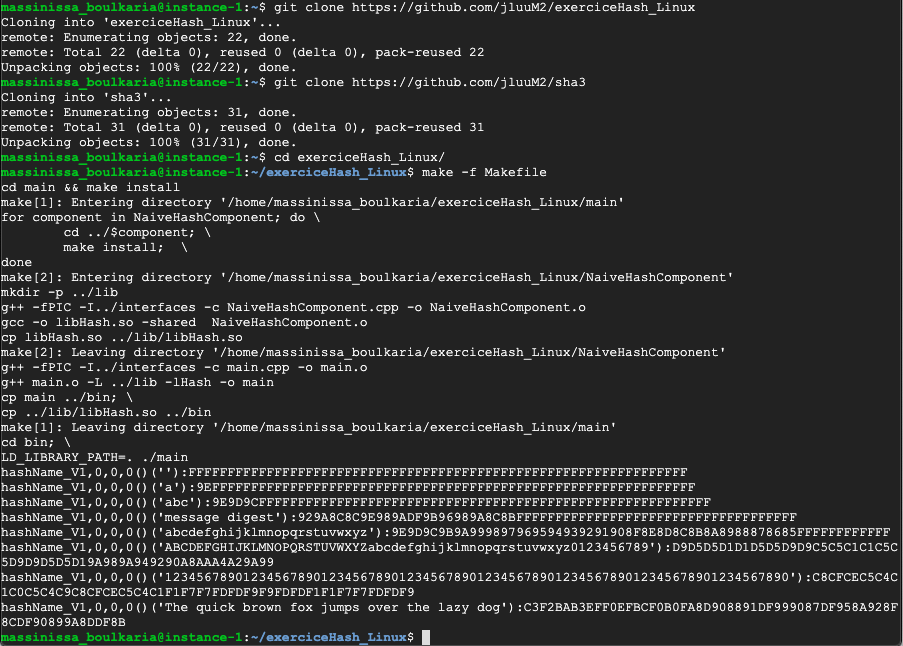 massinissa_boulkaria@instance-1:~$ git clone https://github.com/jluuM2/exerciceHash_Linux
Cloning into 'exerciceHash_Linux'...
remote: Enumerating objects: 22, done.
remote: Total 22 (delta 0), reused 0 (delta 0), pack-reused 22
Unpacking objects: 100% (22/22), done.
massinissa_boulkaria@instance-1:~$ git clone https://github.com/jluuM2/sha3
Cloning into 'sha3'...
remote: Enumerating objects: 31, done.
remote: Total 31 (delta 0), reused 0 (delta 0), pack-reused 31
Unpacking objects: 100% (31/31), done.
massinissa_boulkaria@instance-1:~$ cd exerciceHash_Linux/
massinissa_boulkaria@instance-1:~/exerciceHash_Linux$ make -f Makefile
cd main && make install
make[1]: Entering directory '/home/massinissa_boulkaria/exerciceHash_Linux/main'
for component in NaiveHashComponent; do \
        cd ../$component; \
        make install;  \
done
make[2]: Entering directory '/home/massinissa_boulkaria/exerciceHash_Linux/NaiveHashComponent'
mkdir -p ../lib
g++ -fPIC -I../interfaces -c NaiveHashComponent.cpp -o NaiveHashComponent.o
gcc -o libHash.so -shared  NaiveHashComponent.o
cp libHash.so ../lib/libHash.so
make[2]: Leaving directory '/home/massinissa_boulkaria/exerciceHash_Linux/NaiveHashComponent'
g++ -fPIC -I../interfaces -c main.cpp -o main.o
g++ main.o -L ../lib -lHash -o main
cp main ../bin; \
cp ../lib/libHash.so ../bin
make[1]: Leaving directory '/home/massinissa_boulkaria/exerciceHash_Linux/main'
cd bin; \
LD_LIBRARY_PATH=. ./main
hashName_V1,0,0,0()(''):FFFFFFFFFFFFFFFFFFFFFFFFFFFFFFFFFFFFFFFFFFFFFFFFFFFFFFFFFFFFFFFF
hashName_V1,0,0,0()('a'):9EFFFFFFFFFFFFFFFFFFFFFFFFFFFFFFFFFFFFFFFFFFFFFFFFFFFFFFFFFFFFFF
hashName_V1,0,0,0()('abc'):9E9D9CFFFFFFFFFFFFFFFFFFFFFFFFFFFFFFFFFFFFFFFFFFFFFFFFFFFFFFFFFF
hashName_V1,0,0,0()('message digest'):929A8C8C9E989ADF9B96989A8C8BFFFFFFFFFFFFFFFFFFFFFFFFFFFFFFFFFFFF
hashName_V1,0,0,0()('abcdefghijklmnopqrstuvwxyz'):9E9D9C9B9A999897969594939291908F8E8D8C8B8A8988878685FFFFFFFFFFFF
hashName_V1,0,0,0()('ABCDEFGHIJKLMNOPQRSTUVWXYZabcdefghijklmnopqrstuvwxyz0123456789'):D9D5D5D1D1D5D5D9D9C5C5C1C1C5C
5D9D9D5D5D19A989A949290A8AAA4A29A99
hashName_V1,0,0,0()('12345678901234567890123456789012345678901234567890123456789012345678901234567890'):C8CFCEC5C4C
1C0C5C4C9C8CFCEC5C4C1F1F7F7FDFDF9F9FDFDF1F1F7F7FDFDF9
hashName_V1,0,0,0()('The quick brown fox jumps over the lazy dog'):C3F2BAB3EFF0EFBCF0B0FA8D908891DF999087DF958A928F
8CDF90899A8DDF8B
massinissa_boulkaria@instance-1:~/exerciceHash_Linux$